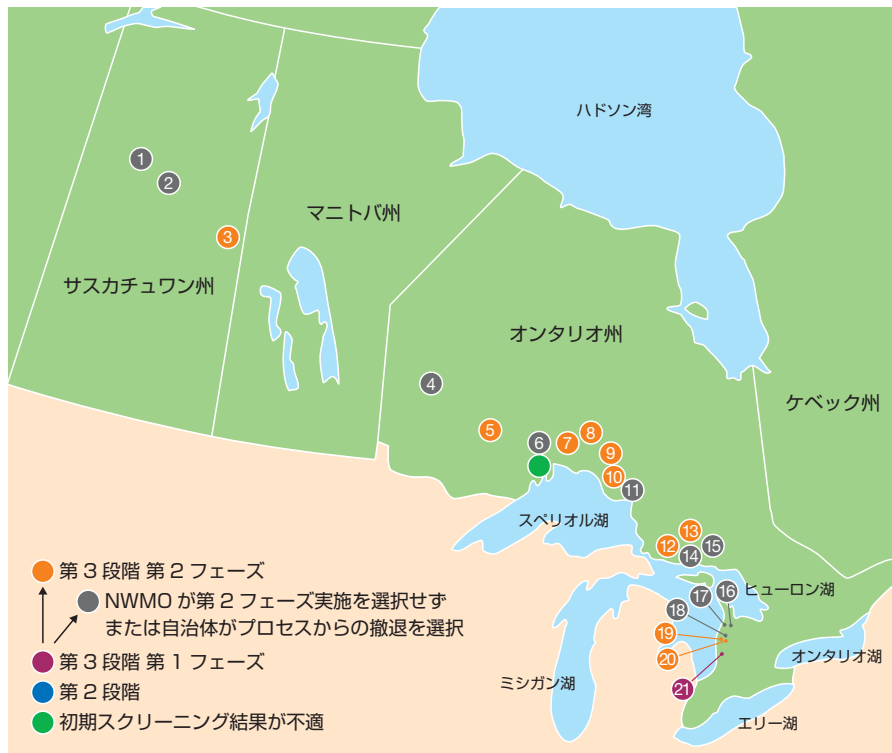 ハドソン湾
マニトバ州
サスカチュワン州
オンタリオ州
ケベック州
1
2
3
4
5
6
7
8
9
10
11
スペリオル湖
12
13
14
15
ヒューロン湖
16
17
18
19
20
21
オンタリオ湖
ミシガン湖
エリー湖
第3段階 第2フェーズ
NWMO が第2フェーズ実施を選択せず
または自治体がプロセスからの撤退を選択
第3段階 第1フェーズ
第2段階
初期スクリーニング結果が不適